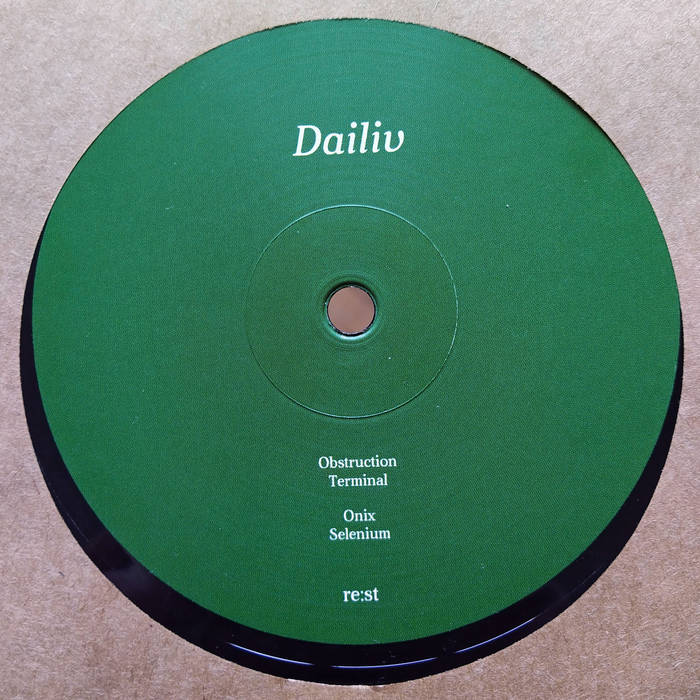 Dailiv
Obstruction
Terminal
Onix
Selenium
re:st